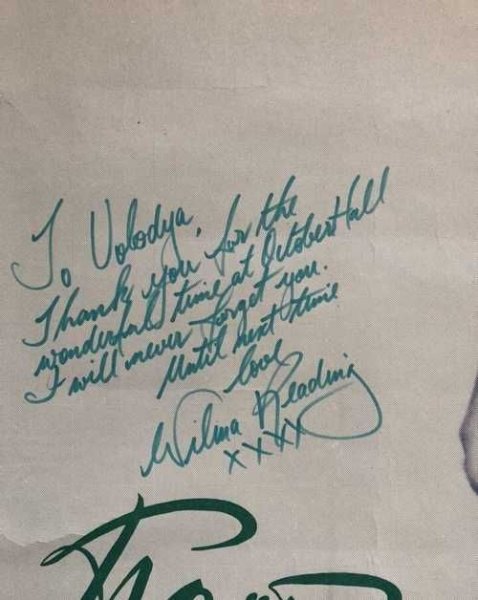 To Volodya,
Thank you for the
wonderful time at October Hall
I will never forget you.
Until next time
love
Wilma Reading
xxxx